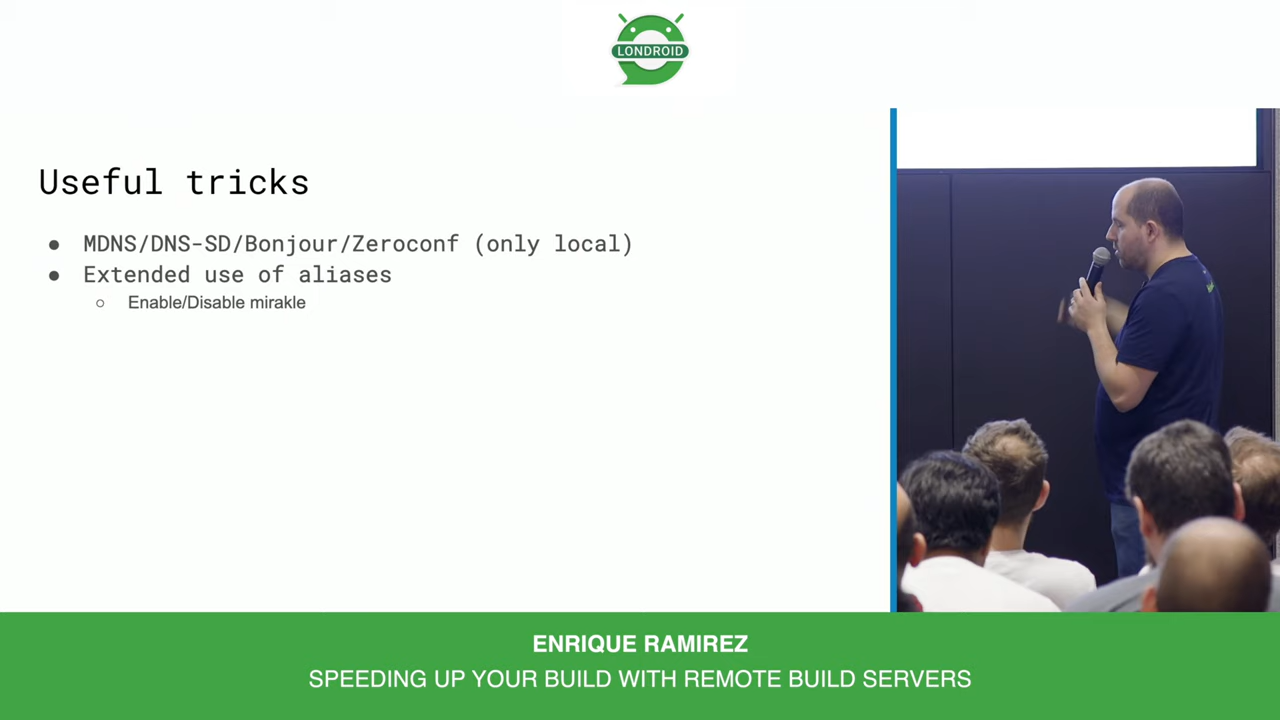 LONDROID
Useful tricks
● MDNS/DNS-SD/Bonjour/Zeroconf (only local)
● Extended use of aliases
○ Enable/Disable mirakle
ENRIQUE RAMIREZ
SPEEDING UP YOUR BUILD WITH REMOTE BUILD SERVERS